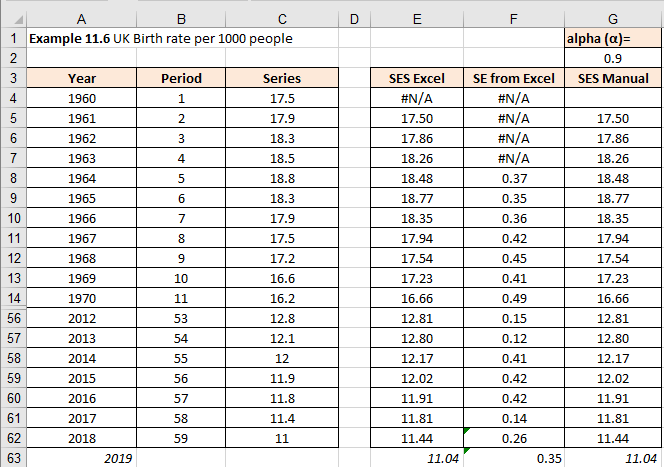 A B C D E F G
1 Example 11.6 UK Birth rate per 1000 people alpha (α)=
2 0.9
3 Year Period Series SES Excel SE from Excel SES Manual
4 1960 1 17.5 #N/A #N/A
5 1961 2 17.9 17.50 #N/A 17.50
6 1962 3 18.3 17.86 #N/A 17.86
7 1963 4 18.5 18.26 #N/A 18.26
8 1964 5 18.8 18.48 0.37 18.48
9 1965 6 18.3 18.77 0.35 18.77
10 1966 7 17.9 18.35 0.36 18.35
11 1967 8 17.5 17.94 0.42 17.94
12 1968 9 17.2 17.54 0.45 17.54
13 1969 10 16.6 17.23 0.41 17.23
14 1970 11 16.2 16.66 0.49 16.66
56 2012 53 12.8 12.81 0.15 12.81
57 2013 54 12.1 12.80 0.12 12.80
58 2014 55 12 12.17 0.41 12.17
59 2015 56 11.9 12.02 0.42 12.02
60 2016 57 11.8 11.91 0.42 11.91
61 2017 58 11.4 11.81 0.14 11.81
62 2018 59 11 11.44 0.26 11.44
63 2019 11.04 0.35 11.04